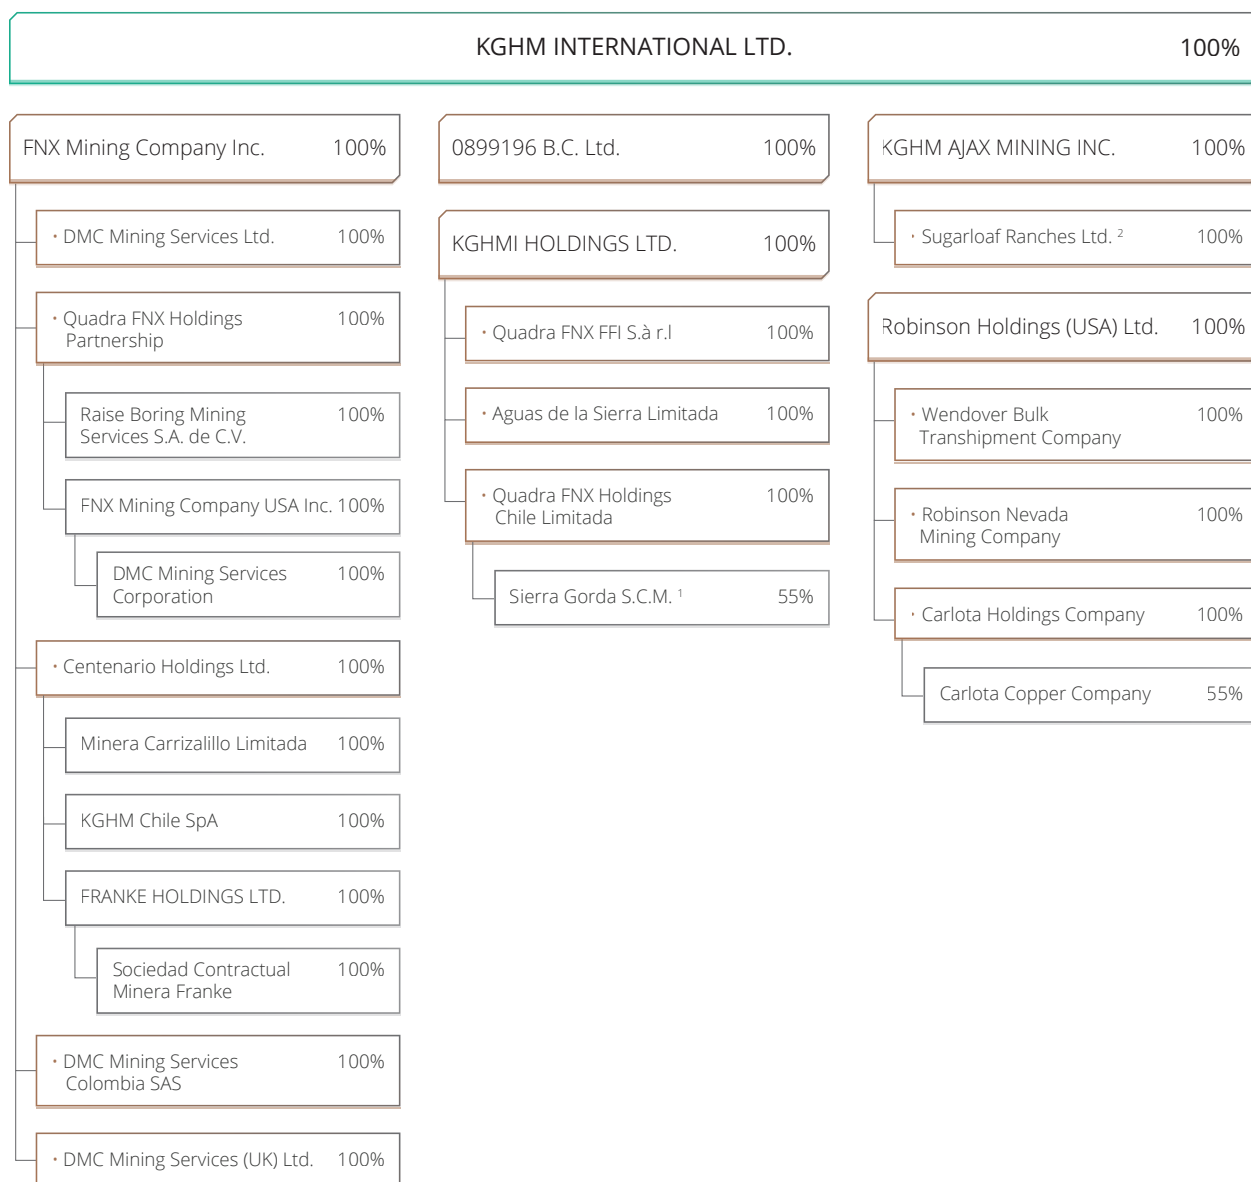 KGHM INTERNATIONAL LTD. 100%
FNX Mining Company Inc. 100%
• DMC Mining Services Ltd. 100%
• Quadra FNX Holdings 100%
Partnership
Raise Boring Mining 100%
Services S.A. de C.V.
FNX Mining Company USA Inc. 100%
DMC Mining Services 100%
Corporation
• Centenario Holdings Ltd. 100%
Minera Carrizalillo Limitada 100%
KGHM Chile SpA 100%
FRANKE HOLDINGS LTD. 100%
Sociedad Contractual 100%
Minera Franke
• DMC Mining Services 100%
Colombia SAS
• DMC Mining Services (UK) Ltd. 100%
0899196 B.C. Ltd. 100%
KGHMI HOLDINGS LTD. 100%
• Quadra FNX FFI S.à r.l 100%
• Aguas de la Sierra Limitada 100%
• Quadra FNX Holdings 100%
Chile Limitada
Sierra Gorda S.C.M. ¹ 55%
KGHM AJAX MINING INC. 100%
• Sugarloaf Ranches Ltd. ² 100%
Robinson Holdings (USA) Ltd. 100%
• Wendover Bulk 100%
Transhipment Company
• Robinson Nevada 100%
Mining Company
• Carlota Holdings Company 100%
Carlota Copper Company 55%